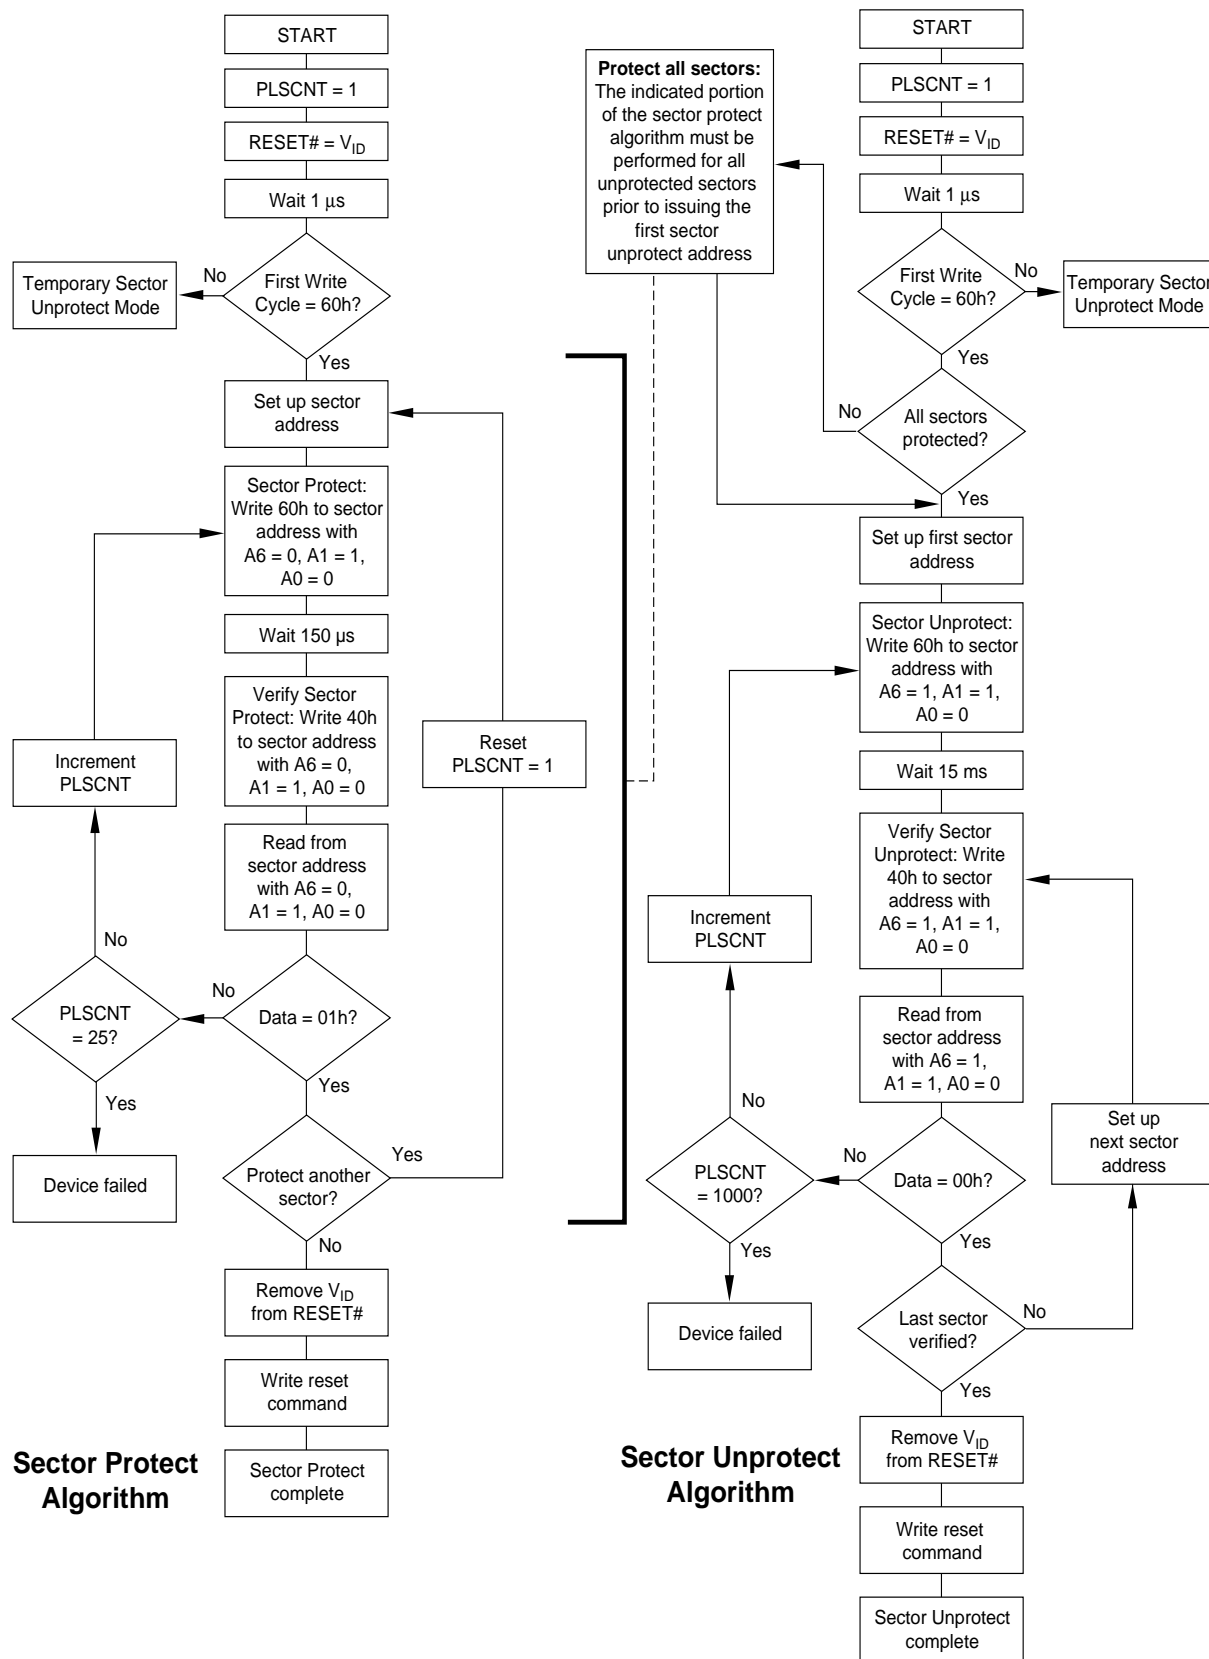 START
PLSCNT = 1
RESET# = VID
Wait 1 μs
First Write
Cycle = 60h?
No
Temporary Sector
Unprotect Mode
Yes
Set up sector
address
Sector Protect:
Write 60h to sector
address with
A6 = 0, A1 = 1,
A0 = 0
Wait 150 µs
Verify Sector
Protect: Write 40h
to sector address
with A6 = 0,
A1 = 1, A0 = 0
Reset
PLSCNT = 1
Increment
PLSCNT
Read from
sector address
with A6 = 0,
A1 = 1, A0 = 0
No
PLSCNT
= 25?
No
Data = 01h?
Yes
Yes
Device failed
Protect another
sector?
Yes
No
Remove VID
from RESET#
Write reset
command
Sector Protect
complete
Sector Protect
Algorithm
Protect all sectors:
The indicated portion
of the sector protect
algorithm must be
performed for all
unprotected sectors
prior to issuing the
first sector
unprotect address
START
PLSCNT = 1
RESET# = VID
Wait 1 μs
First Write
Cycle = 60h?
No
Temporary Sector
Unprotect Mode
Yes
No
All sectors
protected?
Yes
Set up first sector
address
Sector Unprotect:
Write 60h to sector
address with
A6 = 1, A1 = 1,
A0 = 0
Wait 15 ms
Verify Sector
Unprotect: Write
40h to sector
address with
A6 = 1, A1 = 1,
A0 = 0
Increment
PLSCNT
Read from
sector address
with A6 = 1,
A1 = 1, A0 = 0
No
Set up
next sector
address
PLSCNT
= 1000?
No
Data = 00h?
Yes
Yes
Device failed
Last sector
verified?
No
Yes
Remove VID
from RESET#
Write reset
command
Sector Unprotect
complete
Sector Unprotect
Algorithm